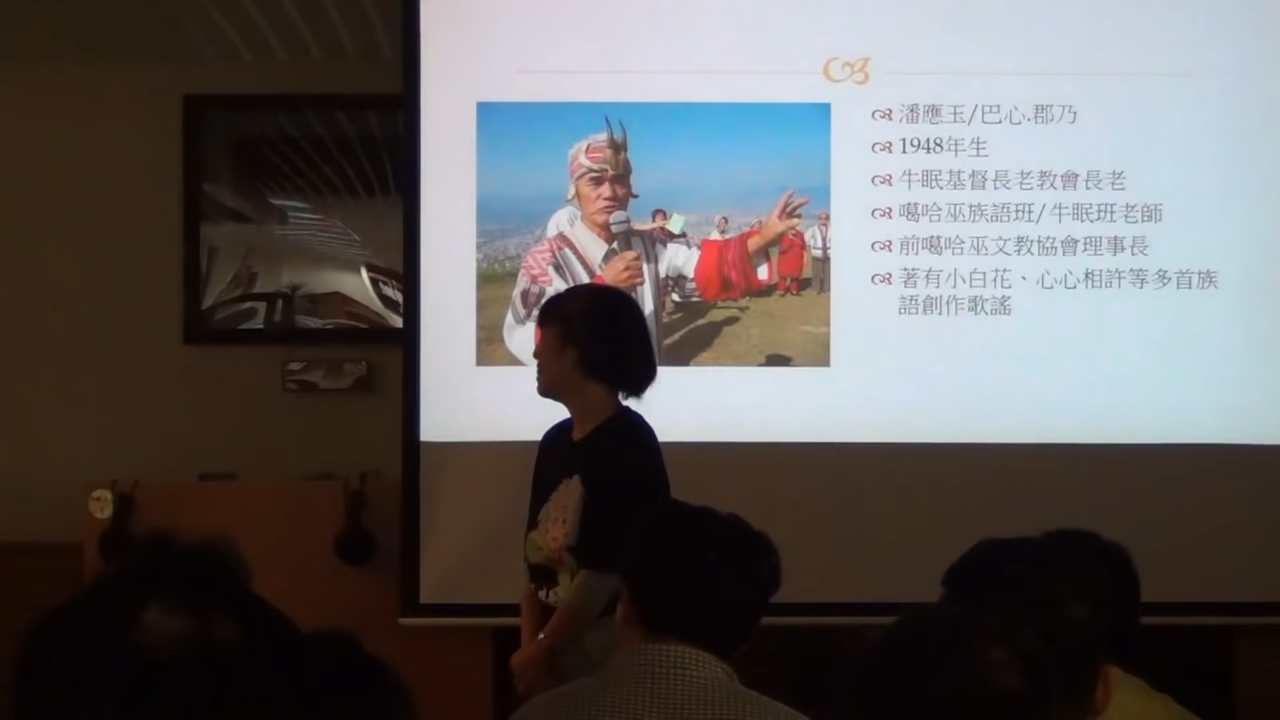 潘應玉/巴心.郡乃
1948年生
牛眠基督長老教會長老
噶哈巫族語班/牛眠班老師
前噶哈巫文教協會理事長
著有小白花、心心相許等多首族
語創作歌謠